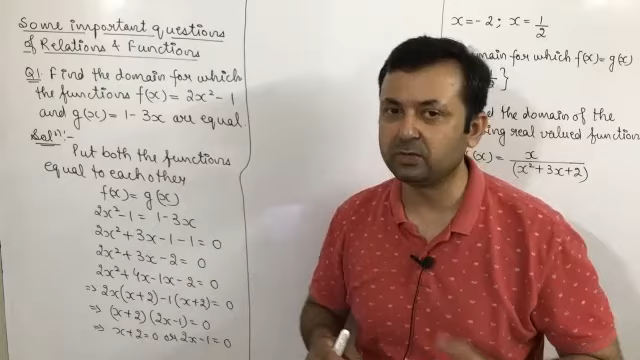 Some important questions
of Relations & Functions
Q1 Find the domain for which
the functions f(x) = 2x² - 1
and g(x) = 1 - 3x are equal
Solⁿ:-
Put both the functions
equal to each other
f(x) = g(x)
2x² - 1 = 1 - 3x
2x² + 3x - 1 - 1 = 0
2x² + 3x - 2 = 0
2x² + 4x - 1x - 2 = 0
⇒ 2x(x+2) - 1(x+2) = 0
⇒ (x+2)(2x-1) = 0
⇒ x+2=0 or 2x-1=0
x = -2 ; x = 1/2
for which f(x) = g(x)
}
the domain of the
real valued function
f(x) = x/(x²+3x+2)